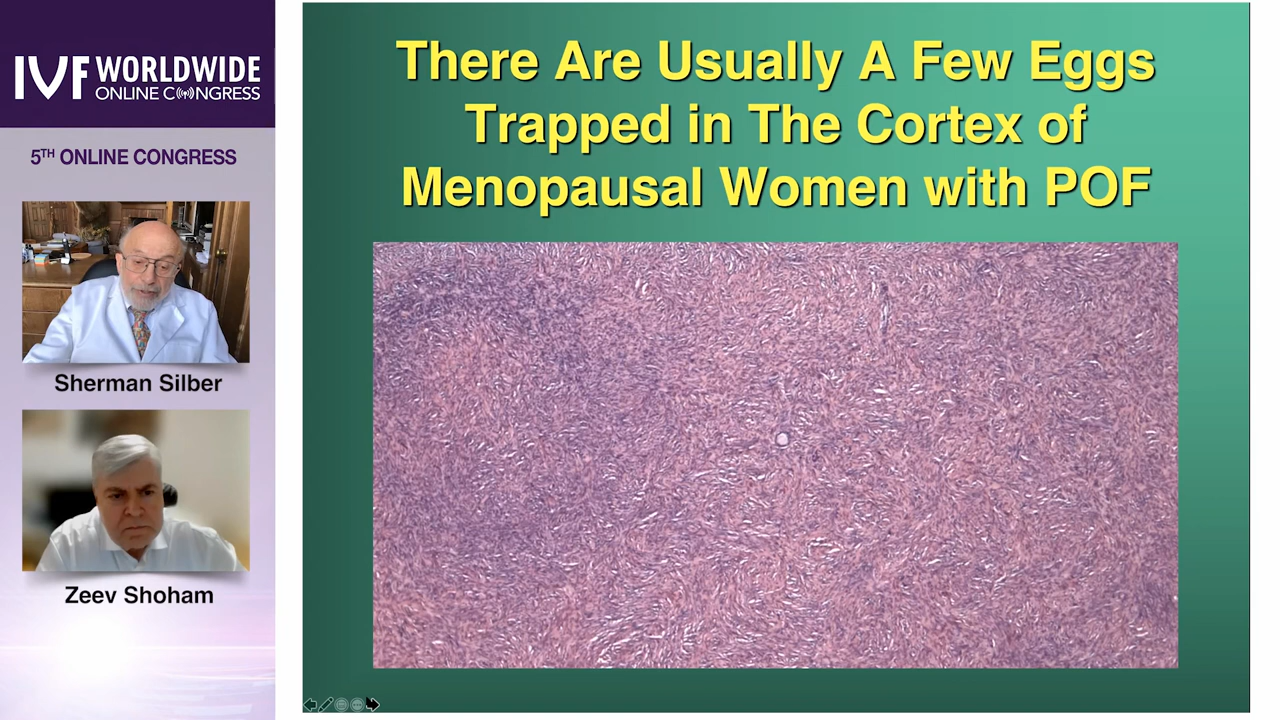 IVF WORLDWIDE
ONLINE CONGRESS
5TH ONLINE CONGRESS
Sherman Silber
Zeev Shoham
There Are Usually A Few Eggs
Trapped in The Cortex of
Menopausal Women with POF